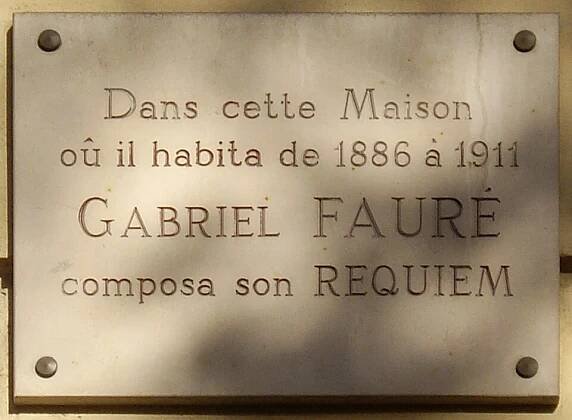 Dans cette Maison
oû il habita de 1886 à 1911
GABRIEL FAURÉ
composa son REQUIEM